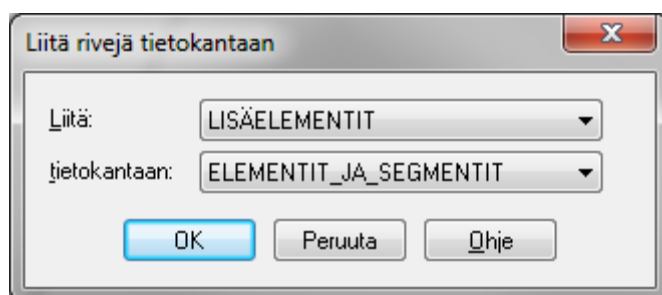 Liitä rivejä tietokantaan
Liitä: LISÄELEMENTIT
tietokantaan: ELEMENTIT_JA_SEGMENTIT
OK Peruuta Ohje